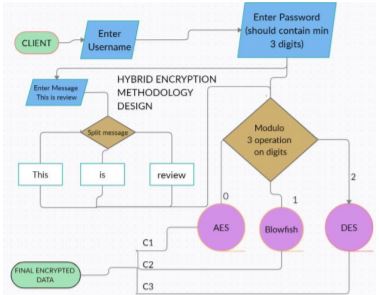 CLIENT
Enter
Username
Enter Password
(should contain min
3 digits)
Enter Message
This is review
HYBRID ENCRYPTION
METHODOLOGY
DESIGN
Split message
This
is
review
Modulo
3 operation
on digits
0
1
2
AES
Blowfish
DES
C1
C2
C3
FINAL ENCRYPTED
DATA